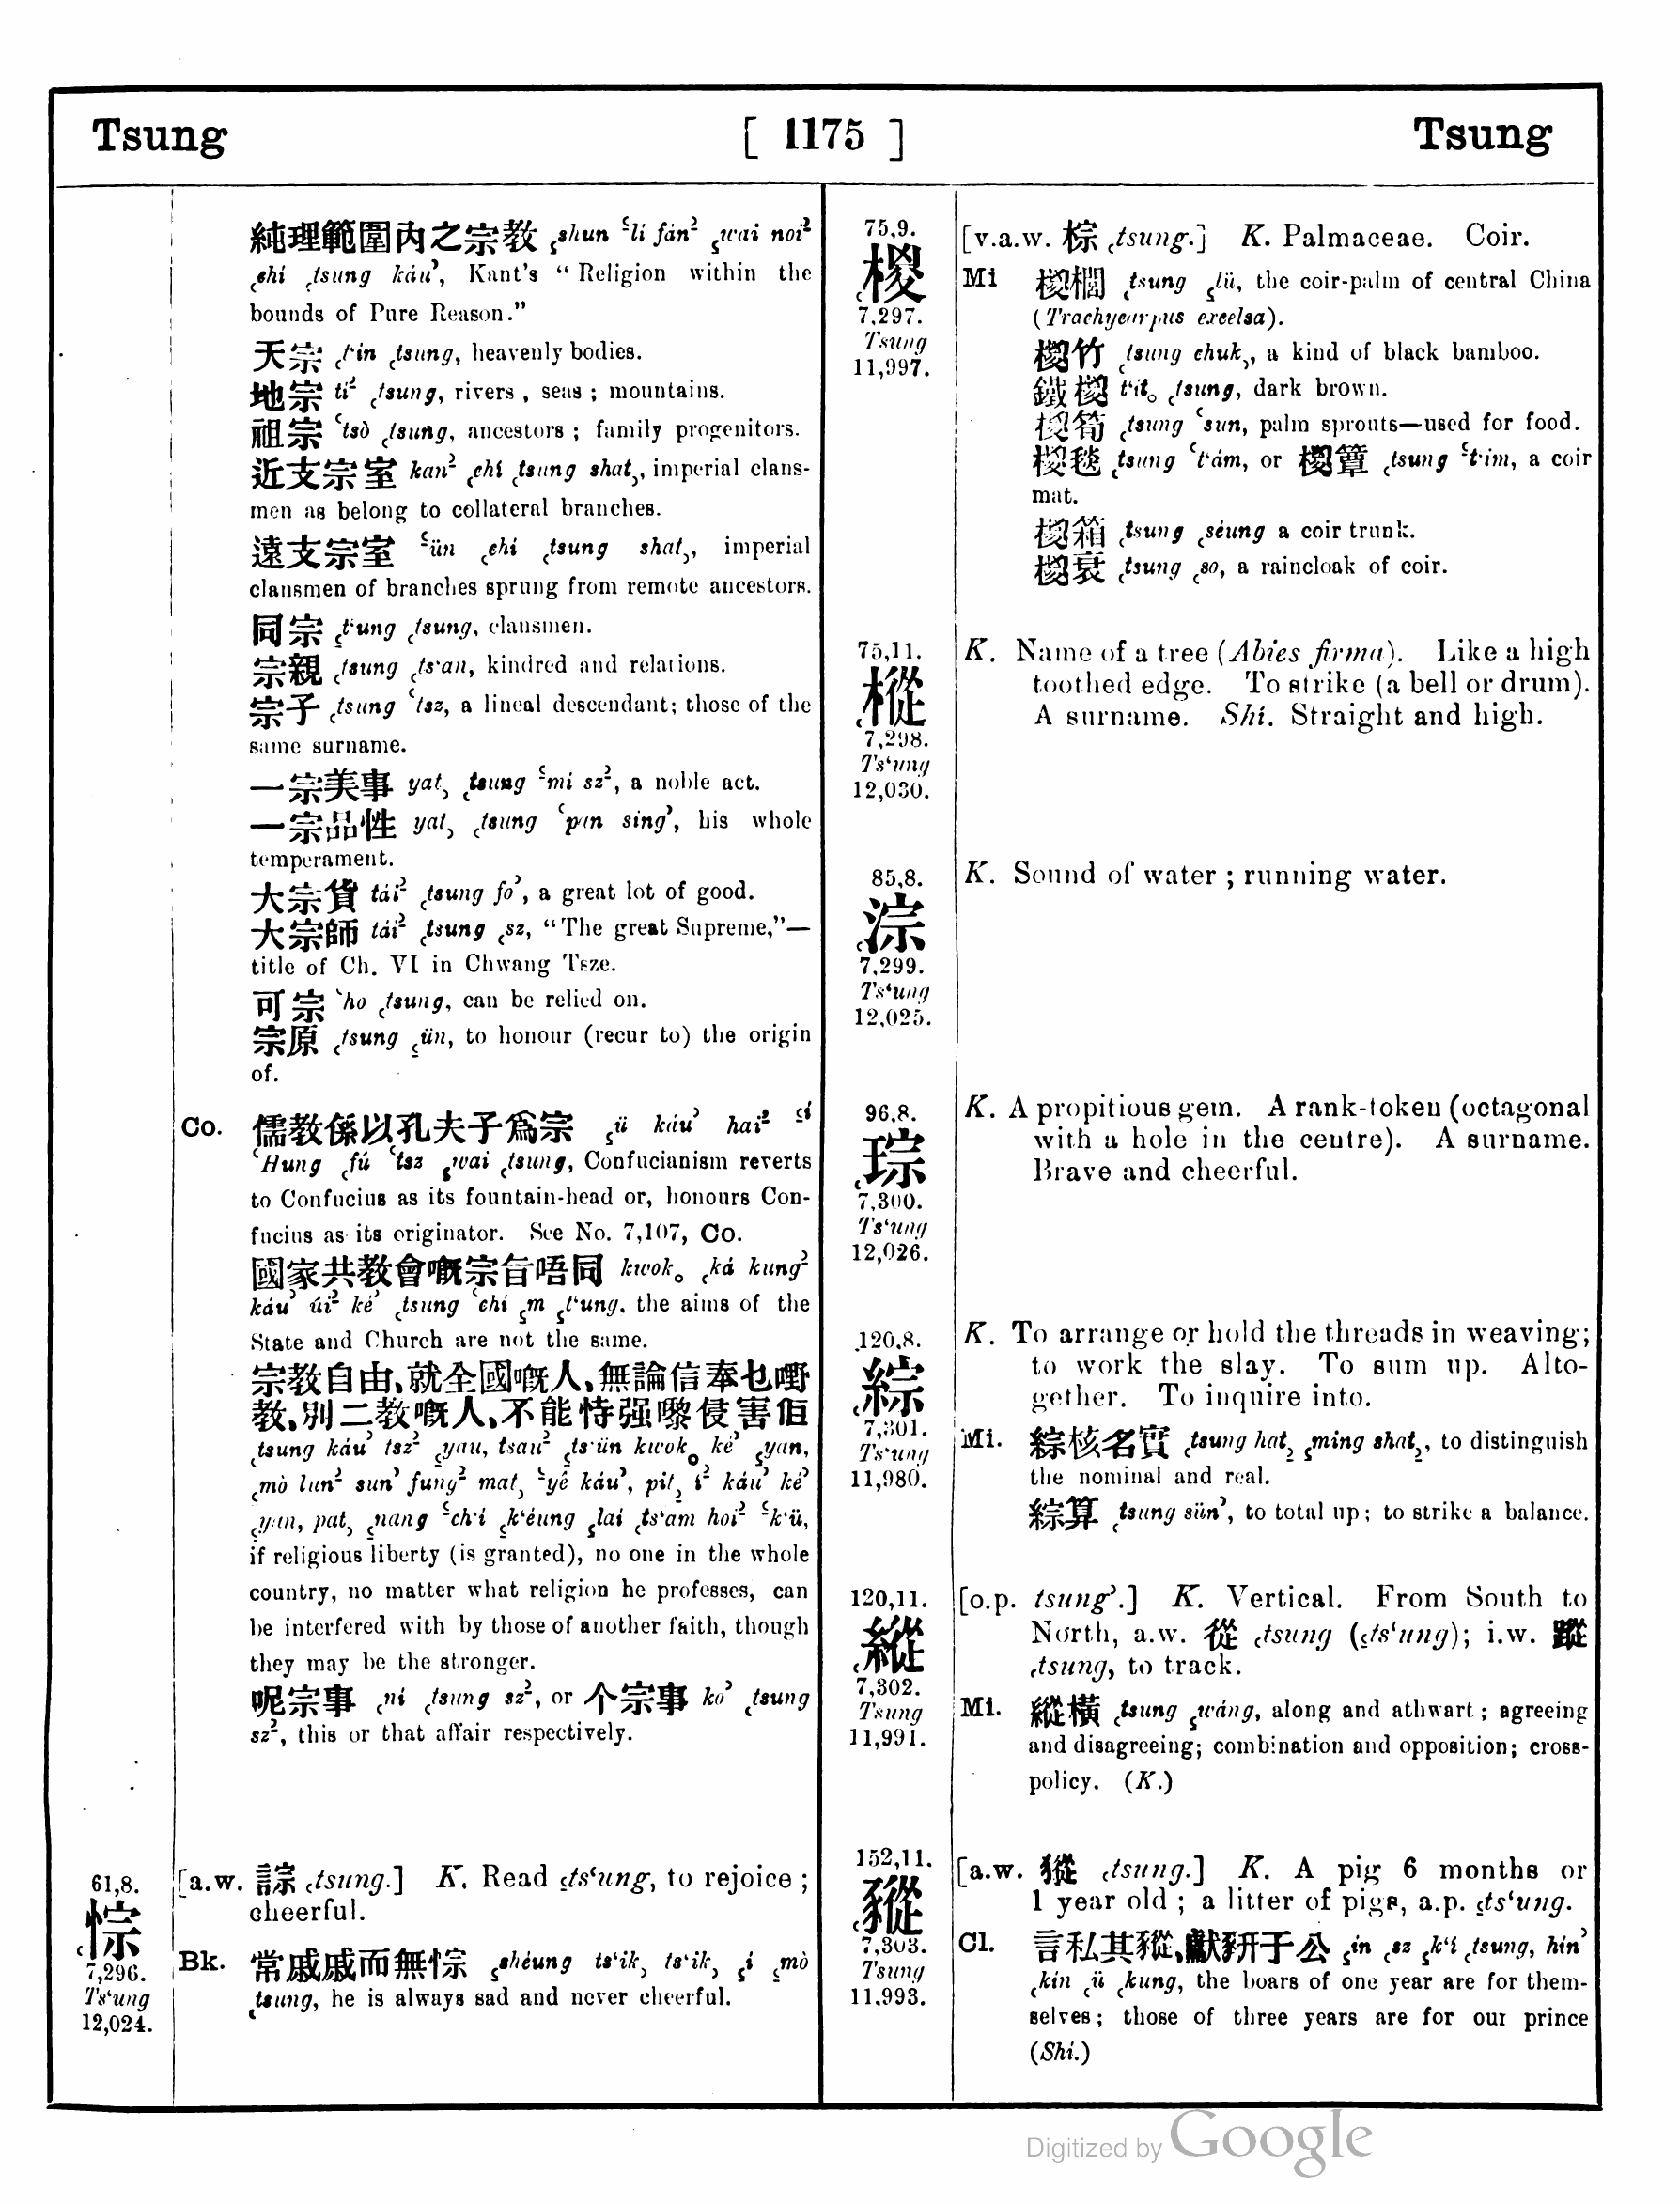 Tsung [ 1175 ] Tsung
純理範圍內之宗教 ꜁shun ꜃li fán² ꜁wai noi²
꜀chí ꜀tsung káu꜄, Kant's “Religion within the
bounds of Pure Reason.”
天宗 ꜀t‘in ꜀tsung, heavenly bodies.
地宗 tí² ꜀tsung, rivers, seas; mountains.
祖宗 ꜂tsò ꜀tsung, ancestors; family progenitors.
近支宗室 kan² ꜀chí ꜀tsung shat꜆, imperial clans-
men as belong to collateral branches.
遠支宗室 ꜃ün ꜀chí ꜀tsung shat꜆, imperial
clansmen of branches sprung from remote ancestors.
同宗 ꜁t‘ung ꜀tsung, clansmen.
宗親 ꜀tsung ꜀ts‘an, kindred and relations.
宗子 ꜀tsung ꜂tsz, a lineal descendant; those of the
same surname.
一宗美事 yat꜆ ꜀tsung ꜃mi sz², a noble act.
一宗品性 yat꜆ ꜀tsung ꜂pan sing꜄, his whole
temperament.
大宗貨 tái² ꜀tsung fo꜄, a great lot of good.
大宗師 tái² ꜀tsung ꜀sz, “The great Supreme,”—
title of Ch. VI in Chwang Tsze.
可宗 ꜂ho ꜀tsung, can be relied on.
宗原 ꜀tsung ꜁ün, to honour (recur to) the origin
of.
Co. 儒教係以孔夫子爲宗 ꜁ü káu꜄ hai² ꜃í
꜂Hung ꜀fú ꜂tsz ꜁wai ꜀tsung, Confucianism reverts
to Confucius as its fountain-head or, honours Con-
fucius as its originator. See No. 7,107, Co.
國家共教會嘅宗旨唔同 kwok。 ꜀ká kung²
káu꜄ úi² ké꜄ ꜀tsung ꜂chí ꜁m ꜁t‘ung. the aims of the
State and Church are not the same.
宗教自由、就全國嘅人、無論信奉乜嘢
教、別二教嘅人、不能恃强嚟侵害佢
꜀tsung káu꜄ tsz² ꜁yau, tsau² ꜁ts‘ün kwok。 ké꜄ ꜁yan,
꜁mò lun² sun꜄ fung² mat꜆ ꜃yé káu꜄, pit꜇ í² káu꜄ ké꜄
꜁yan, pat꜆ ꜁nang ꜃ch‘i ꜁k‘éung ꜁lai ꜀ts‘am hoi² ꜃k‘ü,
if religious liberty (is granted), no one in the whole
country, no matter what religion he professes, can
be interfered with by those of another faith, though
they may be the stronger.
呢宗事 ꜀ni ꜀tsung sz², or 个宗事 ko꜄ ꜀tsung
sz², this or that affair respectively.
61,8.
悰
7,296.
Ts‘ung
12,024.
[a.w. 誴 ꜀tsung.] K. Read ꜁ts‘ung, to rejoice;
cheerful.
Bk. 常戚戚而無悰 ꜁shéung ts‘ik꜆ ts‘ik꜆ ꜁í ꜁mò
꜀tsung, he is always sad and never cheerful.
75,9.
椶
7,297.
Tsung
11,997.
[v.a.w. 棕 ꜀tsung.] K. Palmaceae. Coir.
Mi 椶櫚 ꜀tsung ꜁lü, the coir-palm of central China
(Trachycarpus excelsa).
椶竹 ꜀tsung chuk꜆, a kind of black bamboo.
鐵椶 t‘it。 ꜀tsung, dark brown.
椶筍 ꜀tsung ꜂sun, palm sprouts—used for food.
椶毯 ꜀tsung ꜂t‘ám, or 椶簟 ꜀tsung ꜃t‘im, a coir
mat.
椶箱 ꜀tsung ꜀séung a coir trunk.
椶蓑 ꜀tsung ꜀so, a raincloak of coir.
75,11.
樅
7,298.
Ts‘ung
12,030.
K. Name of a tree (Abies firma). Like a high
toothed edge. To strike (a bell or drum).
A surname. Shí. Straight and high.
85,8.
淙
7,299.
Ts‘ung
12,025.
K. Sound of water; running water.
96,8.
琮
7,300.
Ts‘ung
12,026.
K. A propitious gem. A rank-token (octagonal
with a hole in the centre). A surname.
Brave and cheerful.
120,8.
綜
7,301.
Ts‘ung
11,980.
K. To arrange or hold the threads in weaving;
to work the slay. To sum up. Alto-
gether. To inquire into.
Mi. 綜核名實 ꜀tsung hat꜇ ꜁ming shat꜇, to distinguish
the nominal and real.
綜算 ꜀tsung sün꜄, to total up; to strike a balance.
120,11.
縱
7,302.
Tsung
11,991.
[o.p. tsung꜄.] K. Vertical. From South to
North, a.w. 從 ꜀tsung (꜁ts‘ung); i.w. 蹤
꜀tsung, to track.
Mi. 縱橫 ꜀tsung ꜁wáng, along and athwart; agreeing
and disagreeing; combination and opposition; cross-
policy. (K.)
152,11.
豵
7,303.
Tsung
11,993.
[a.w. 猣 ꜀tsung.] K. A pig 6 months or
1 year old; a litter of pigs, a.p. ꜁ts‘ung.
Cl. 言私其豵、獻豣于公 ꜁in ꜀sz ꜁k‘í ꜀tsung, hín꜄
꜀kín ꜁ü ꜀kung, the boars of one year are for them-
selves; those of three years are for our prince
(Shí.)
Digitized by Google